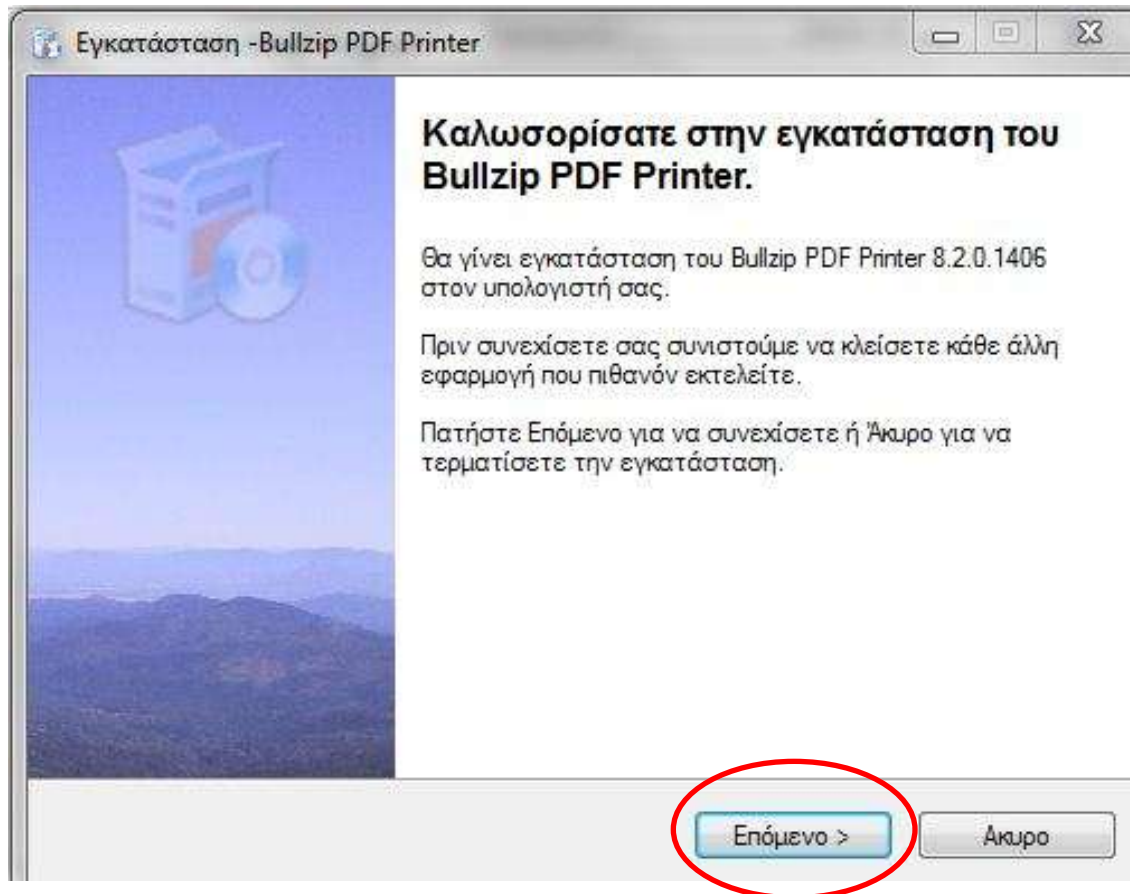 Εγκατάσταση -Bullzip PDF Printer
Καλωσορίσατε στην εγκατάσταση του
Bullzip PDF Printer.
Θα γίνει εγκατάσταση του Bullzip PDF Printer 8.2.0.1406
στον υπολογιστή σας.
Πριν συνεχίσετε σας συνιστούμε να κλείσετε κάθε άλλη
εφαρμογή που πιθανόν εκτελείτε.
Πατήστε Επόμενο για να συνεχίσετε ή Άκυρο για να
τερματίσετε την εγκατάσταση.
Επόμενο > Ακυρο